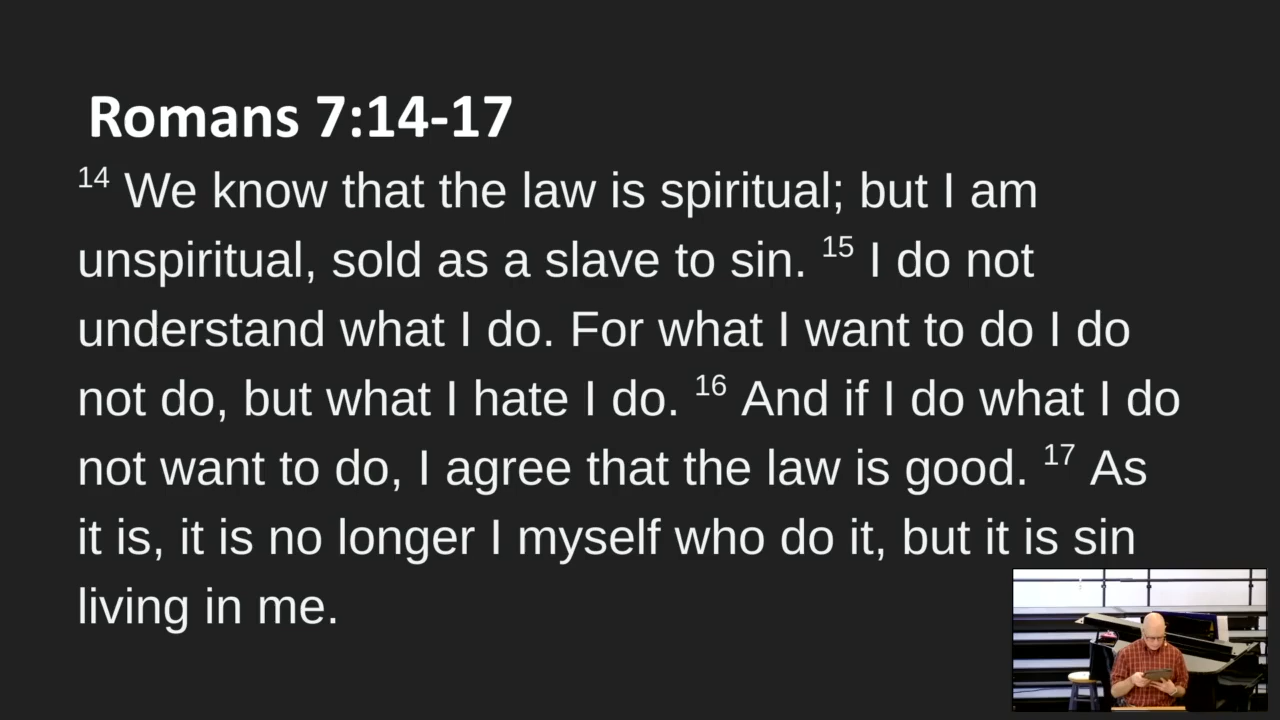 Romans 7:14-17
14 We know that the law is spiritual; but I am
unspiritual, sold as a slave to sin. 15 I do not
understand what I do. For what I want to do I do
not do, but what I hate I do. 16 And if I do what I do
not want to do, I agree that the law is good. 17 As
it is, it is no longer I myself who do it, but it is sin
living in me.